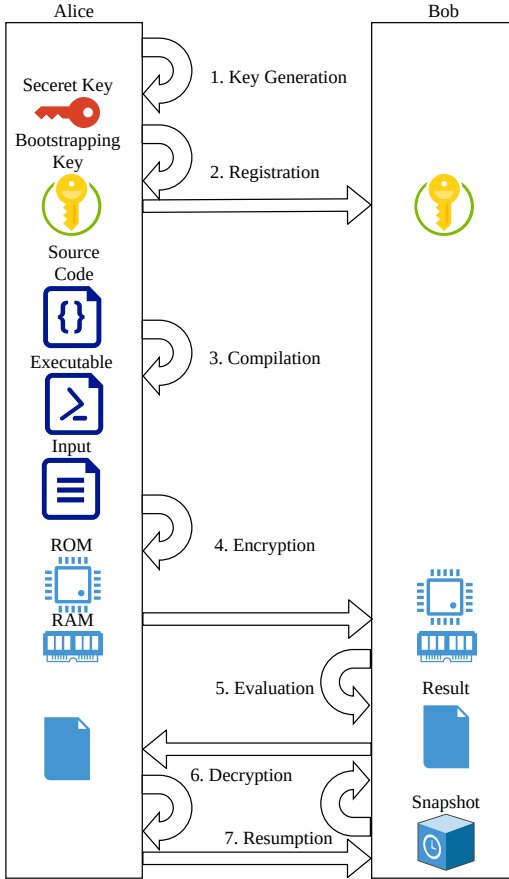 Alice
Bob
1. Key Generation
Seceret Key
Bootstrapping
Key
2. Registration
Source
Code
{}
3. Compilation
Executable
Input
4. Encryption
ROM
RAM
5. Evaluation
Result
6. Decryption
Snapshot
7. Resumption